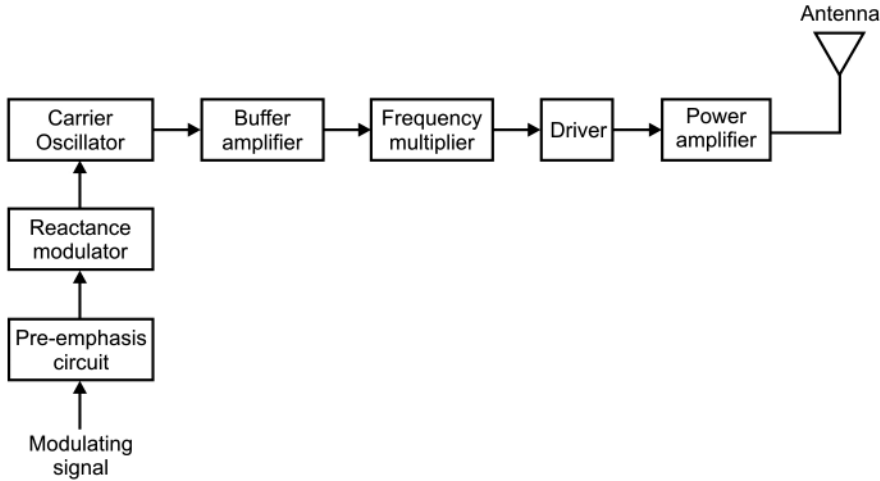 Antenna
Carrier
Oscillator
Buffer
amplifier
Frequency
multiplier
Driver
Power
amplifier
Reactance
modulator
Pre-emphasis
circuit
Modulating
signal